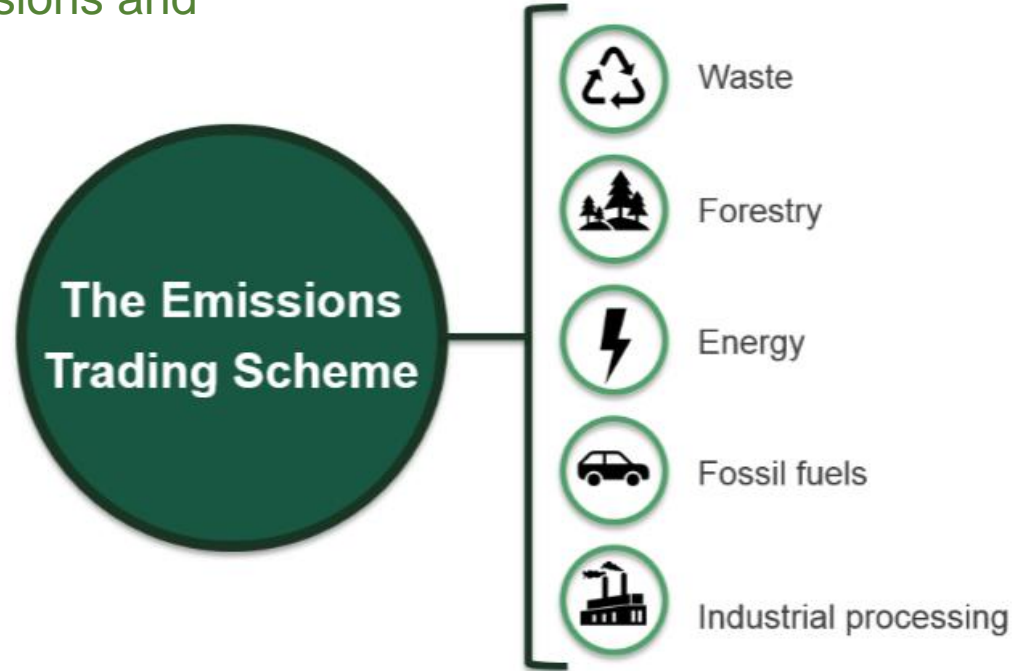 sions and
The Emissions
Trading Scheme
Waste
Forestry
Energy
Fossil fuels
Industrial processing